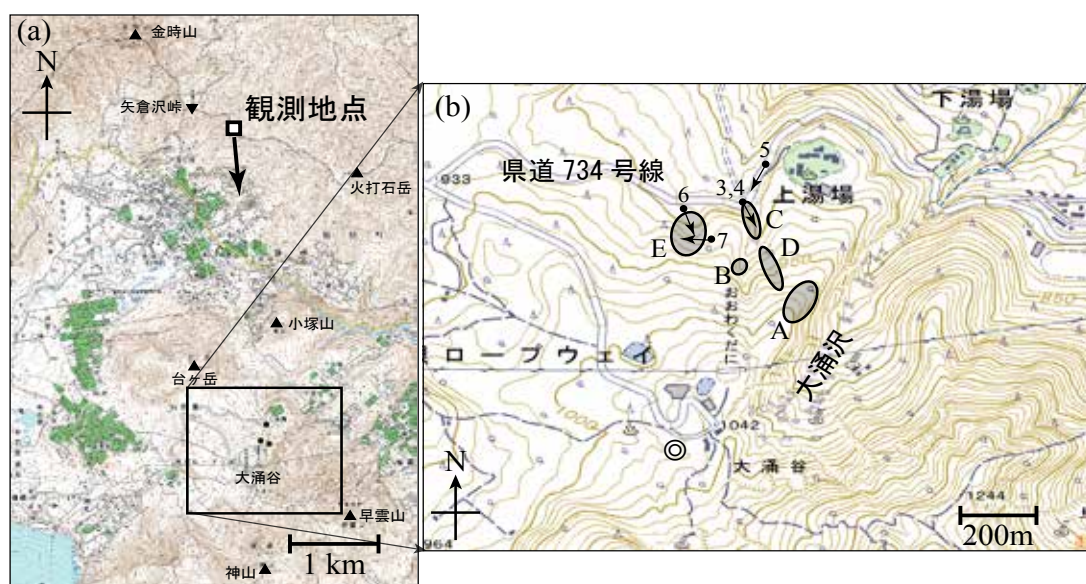 (a)
金時山
N
矢倉沢峠
観測地点
火打石岳
小塚山
台ヶ岳
大涌谷
早雲山
1 km
神山
(b)
下湯場
県道 734 号線
933
5
上湯場
6
3,4
C
7
E
D
B
A
おおわくだに
大涌沢
ロープウェイ
1000
1042
大涌谷
N
1244
964
200m